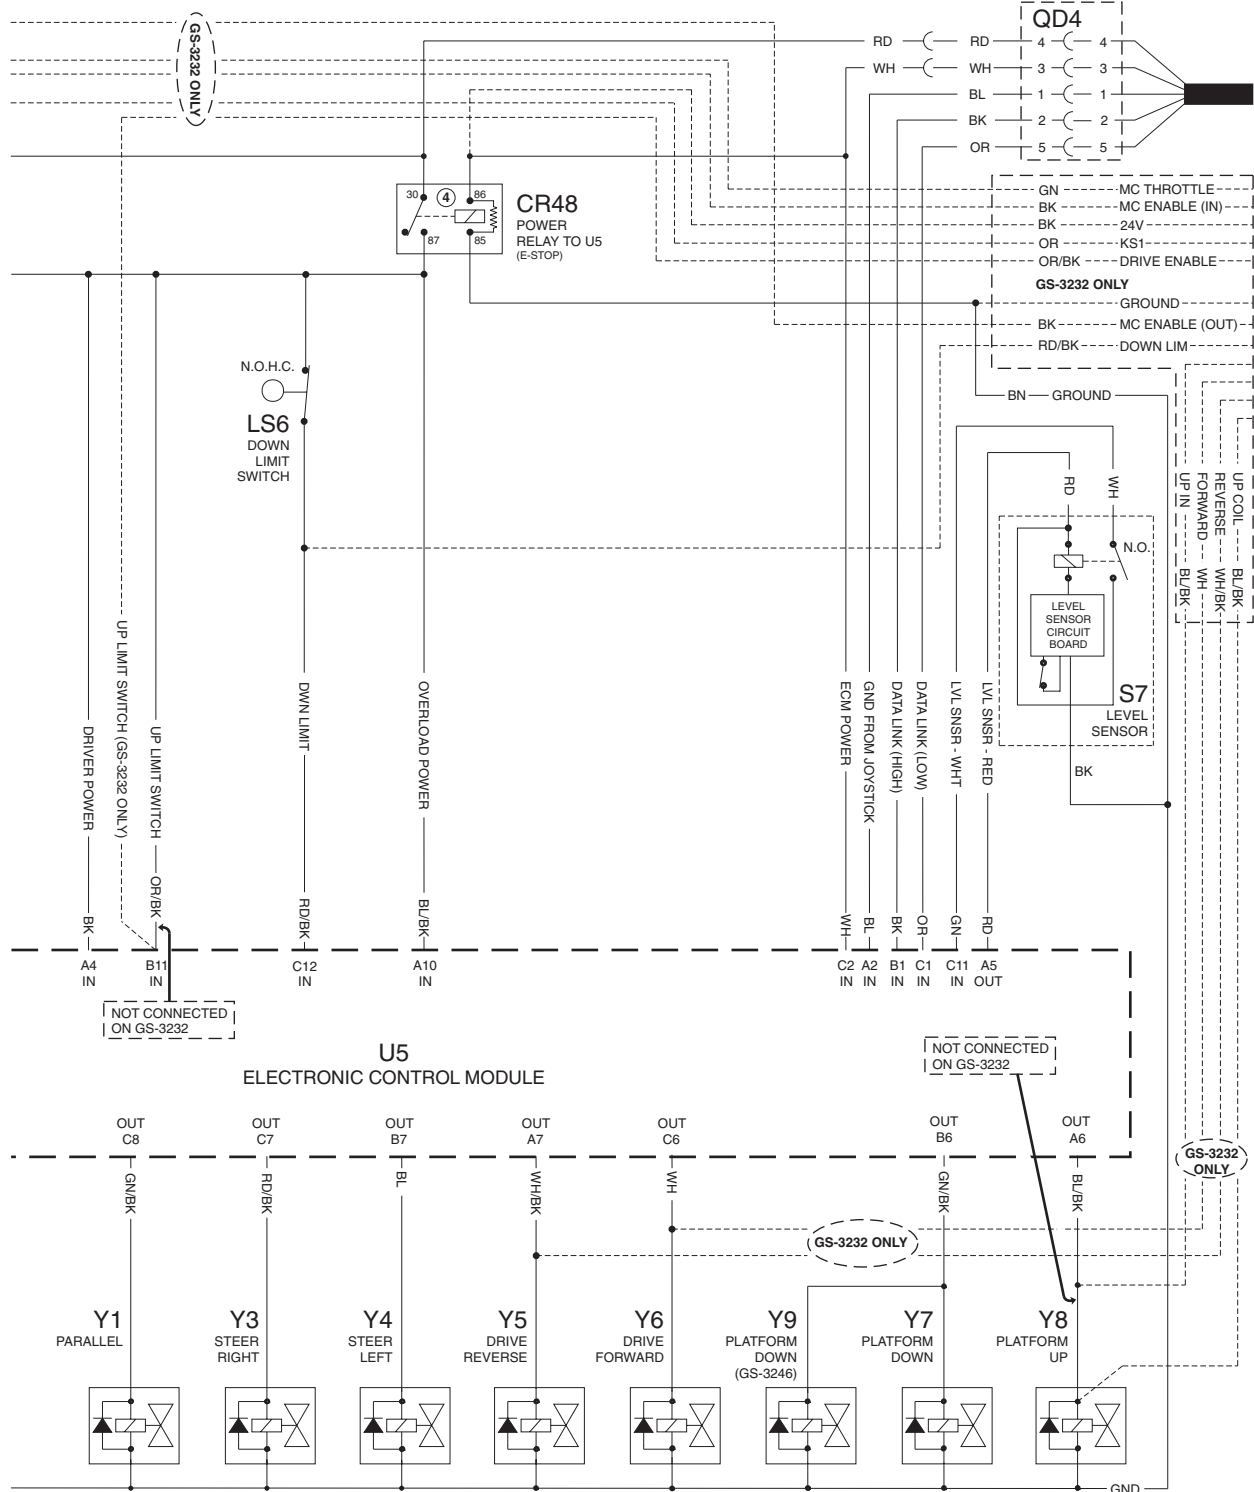 GS-3232 ONLY
QD4
RD RD 4 4
WH WH 3 3
BL 1 1
BK 2 2
OR 5 5
30 4 86
87 85
CR48
POWER
RELAY TO U5
(E-STOP)
GN MC THROTTLE
BK MC ENABLE (IN)
BK 24V
OR KS1
OR/BK DRIVE ENABLE
GS-3232 ONLY
GROUND
BK MC ENABLE (OUT)
RD/BK DOWN LIM
BN GROUND
N.O.H.C.
LS6
DOWN
LIMIT
SWITCH
RD
WH
UP IN BL/BK
FORWARD WH
REVERSE WH/BK
UP COIL BL/BK
N.O.
LEVEL
SENSOR
CIRCUIT
BOARD
S7
LEVEL
SENSOR
BK
DRIVER POWER BK
UP LIMIT SWITCH (GS-3232 ONLY)
UP LIMIT SWITCH OR/BK
DWN LIMIT RD/BK
OVERLOAD POWER BL/BK
ECM POWER WH
GND FROM JOYSTICK BL
DATA LINK (HIGH) BK
DATA LINK (LOW) OR
LVL SNSR - WHT GN
LVL SNSR - RED RD
A4
IN
B11
IN
C12
IN
A10
IN
C2
IN
A2
IN
B1
IN
C1
IN
C11
IN
A5
OUT
NOT CONNECTED
ON GS-3232
U5
ELECTRONIC CONTROL MODULE
NOT CONNECTED
ON GS-3232
OUT
C8
OUT
C7
OUT
B7
OUT
A7
OUT
C6
OUT
B6
OUT
A6
GS-3232
ONLY
GN/BK
RD/BK
BL
WH/BK
WH
GN/BK
BL/BK
GS-3232 ONLY
Y1
PARALLEL
Y3
STEER
RIGHT
Y4
STEER
LEFT
Y5
DRIVE
REVERSE
Y6
DRIVE
FORWARD
Y9
PLATFORM
DOWN
(GS-3246)
Y7
PLATFORM
DOWN
Y8
PLATFORM
UP
GND